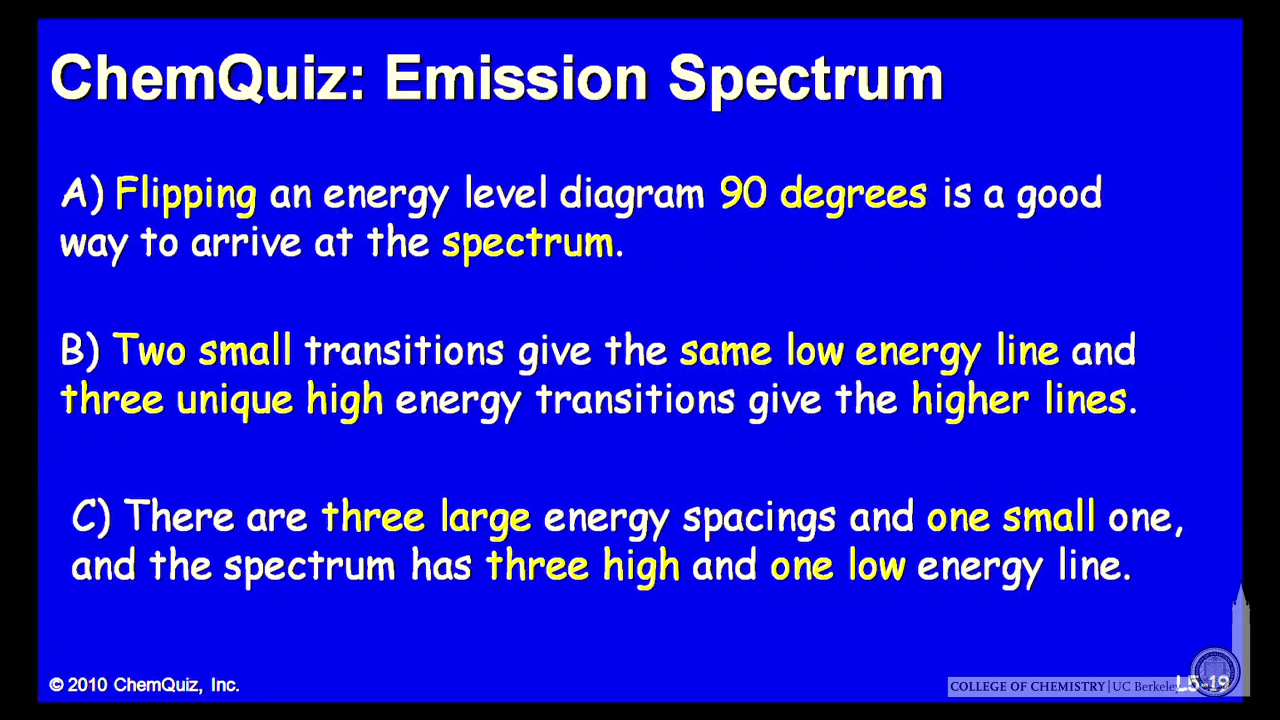 ChemQuiz: Emission Spectrum
A) Flipping an energy level diagram 90 degrees is a good
way to arrive at the spectrum.
B) Two small transitions give the same low energy line and
three unique high energy transitions give the higher lines.
C) There are three large energy spacings and one small one,
and the spectrum has three high and one low energy line.
© 2010 ChemQuiz, Inc.
COLLEGE OF CHEMISTRY | UC Berkeley
L5-19